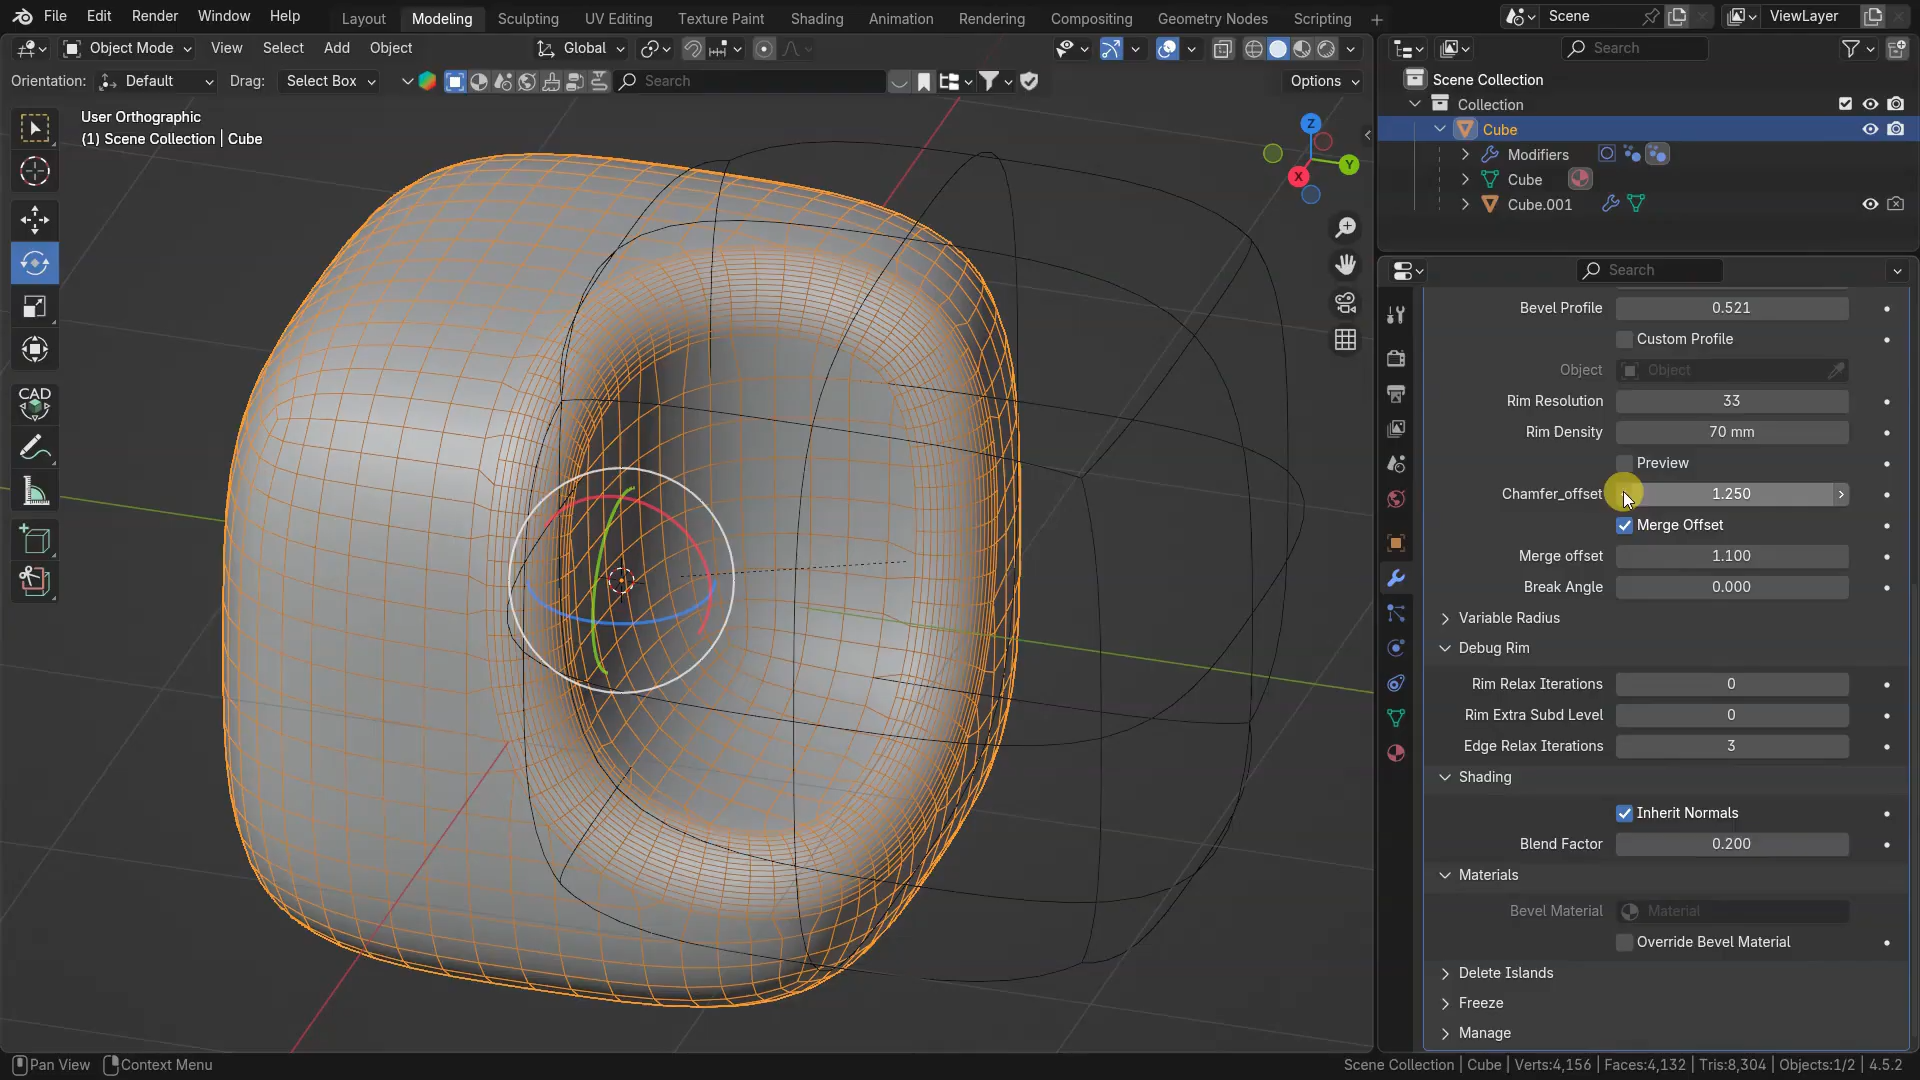 File Edit Render Window Help Layout Modeling Sculpting UV Editing Texture Paint Shading Animation Rendering Compositing Geometry Nodes Scripting + Scene ViewLayer
Object Mode View Select Add Object Global Search
Orientation: Default Drag: Select Box Search Options
User Orthographic
(1) Scene Collection | Cube
Z
Y
X
CAD
Scene Collection
Collection
Cube
Modifiers
Cube
Cube.001
Search
Bevel Profile 0.521
Custom Profile
Object Object
Rim Resolution 33
Rim Density 70 mm
Preview
Chamfer_offset 1.250
Merge Offset
Merge offset 1.100
Break Angle 0.000
Variable Radius
Debug Rim
Rim Relax Iterations 0
Rim Extra Subd Level 0
Edge Relax Iterations 3
Shading
Inherit Normals
Blend Factor 0.200
Materials
Bevel Material Material
Override Bevel Material
Delete Islands
Freeze
Manage
Pan View Context Menu Scene Collection | Cube | Verts:4,156 | Faces:4,132 | Tris:8,304 | Objects:1/2 | 4.5.2